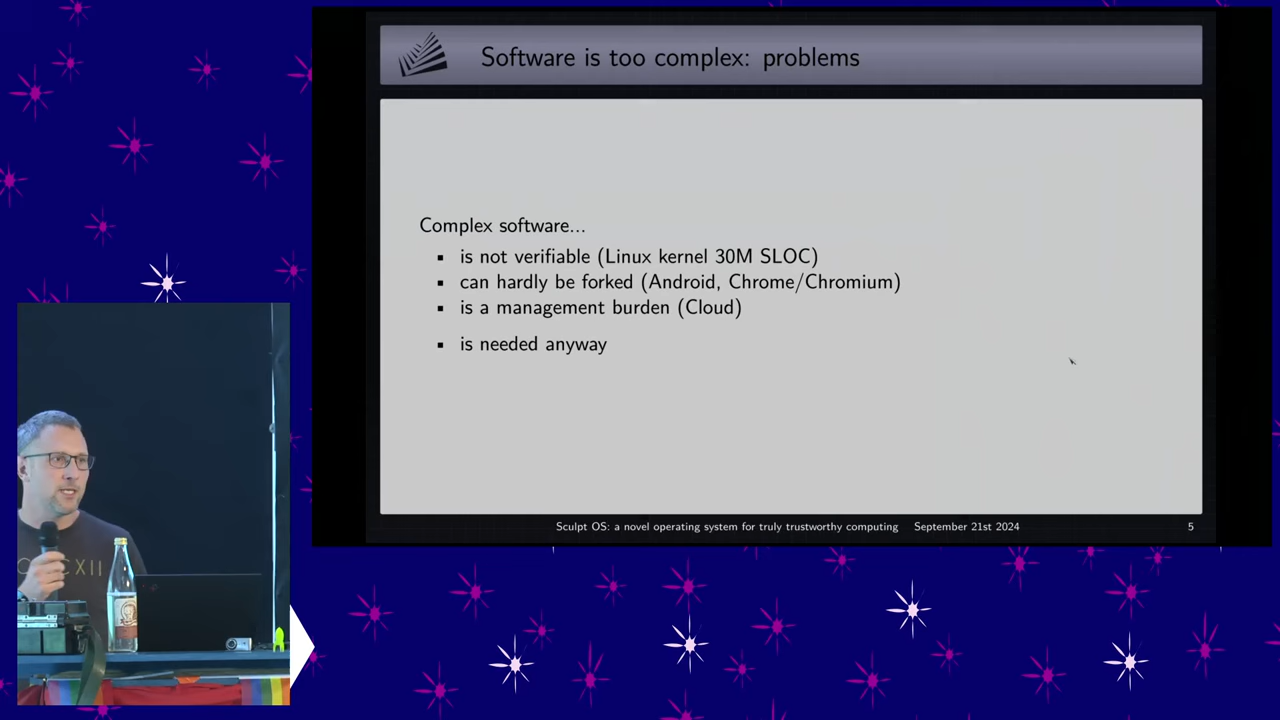 Software is too complex: problems
Complex software...
▪ is not verifiable (Linux kernel 30M SLOC)
▪ can hardly be forked (Android, Chrome/Chromium)
▪ is a management burden (Cloud)
▪ is needed anyway
Sculpt OS: a novel operating system for truly trustworthy computing September 21st 2024 5
XII